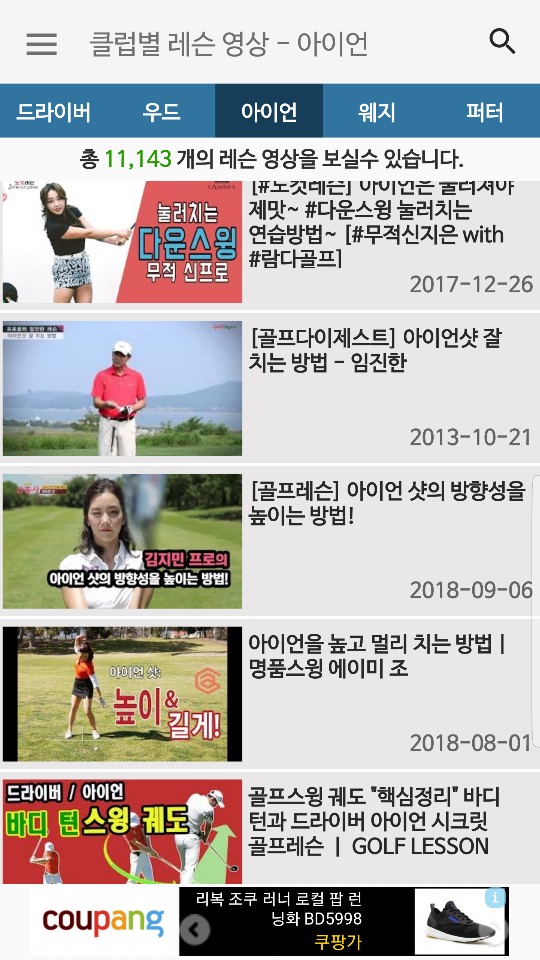 클럽별 레슨 영상 - 아이언
드라이버 우드 아이언 웨지 퍼터
총 11,143 개의 레슨 영상을 보실수 있습니다.
눌러치는
다운스윙
무적 신프로
[#노컷레슨] 아이언은 눌러쳐야
제맛~ #다운스윙 눌러치는
연습방법~ [#무적신지은 with
#람다골프]
2017-12-26
[골프다이제스트] 아이언샷 잘
치는 방법 - 임진한
2013-10-21
김지민 프로의
아이언 샷의 방향성을 높이는 방법!
[골프레슨] 아이언 샷의 방향성을
높이는 방법!
2018-09-06
아이언 샷:
높이&
길게!
아이언을 높고 멀리 치는 방법 |
명품스윙 에이미 조
2018-08-01
드라이버 / 아이언
바디 턴 스윙 궤도
골프스윙 궤도 "핵심정리" 바디
턴과 드라이버 아이언 시크릿
골프레슨 | GOLF LESSON
coupang
리복 조쿠 러너 로컬 팝 런
닝화 BD5998
쿠팡가